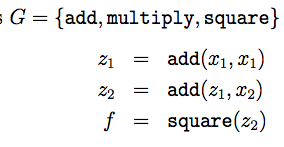 s G = {add, multiply, square}
z₁ = add(x₁, x₁)
z₂ = add(z₁, x₂)
f = square(z₂)